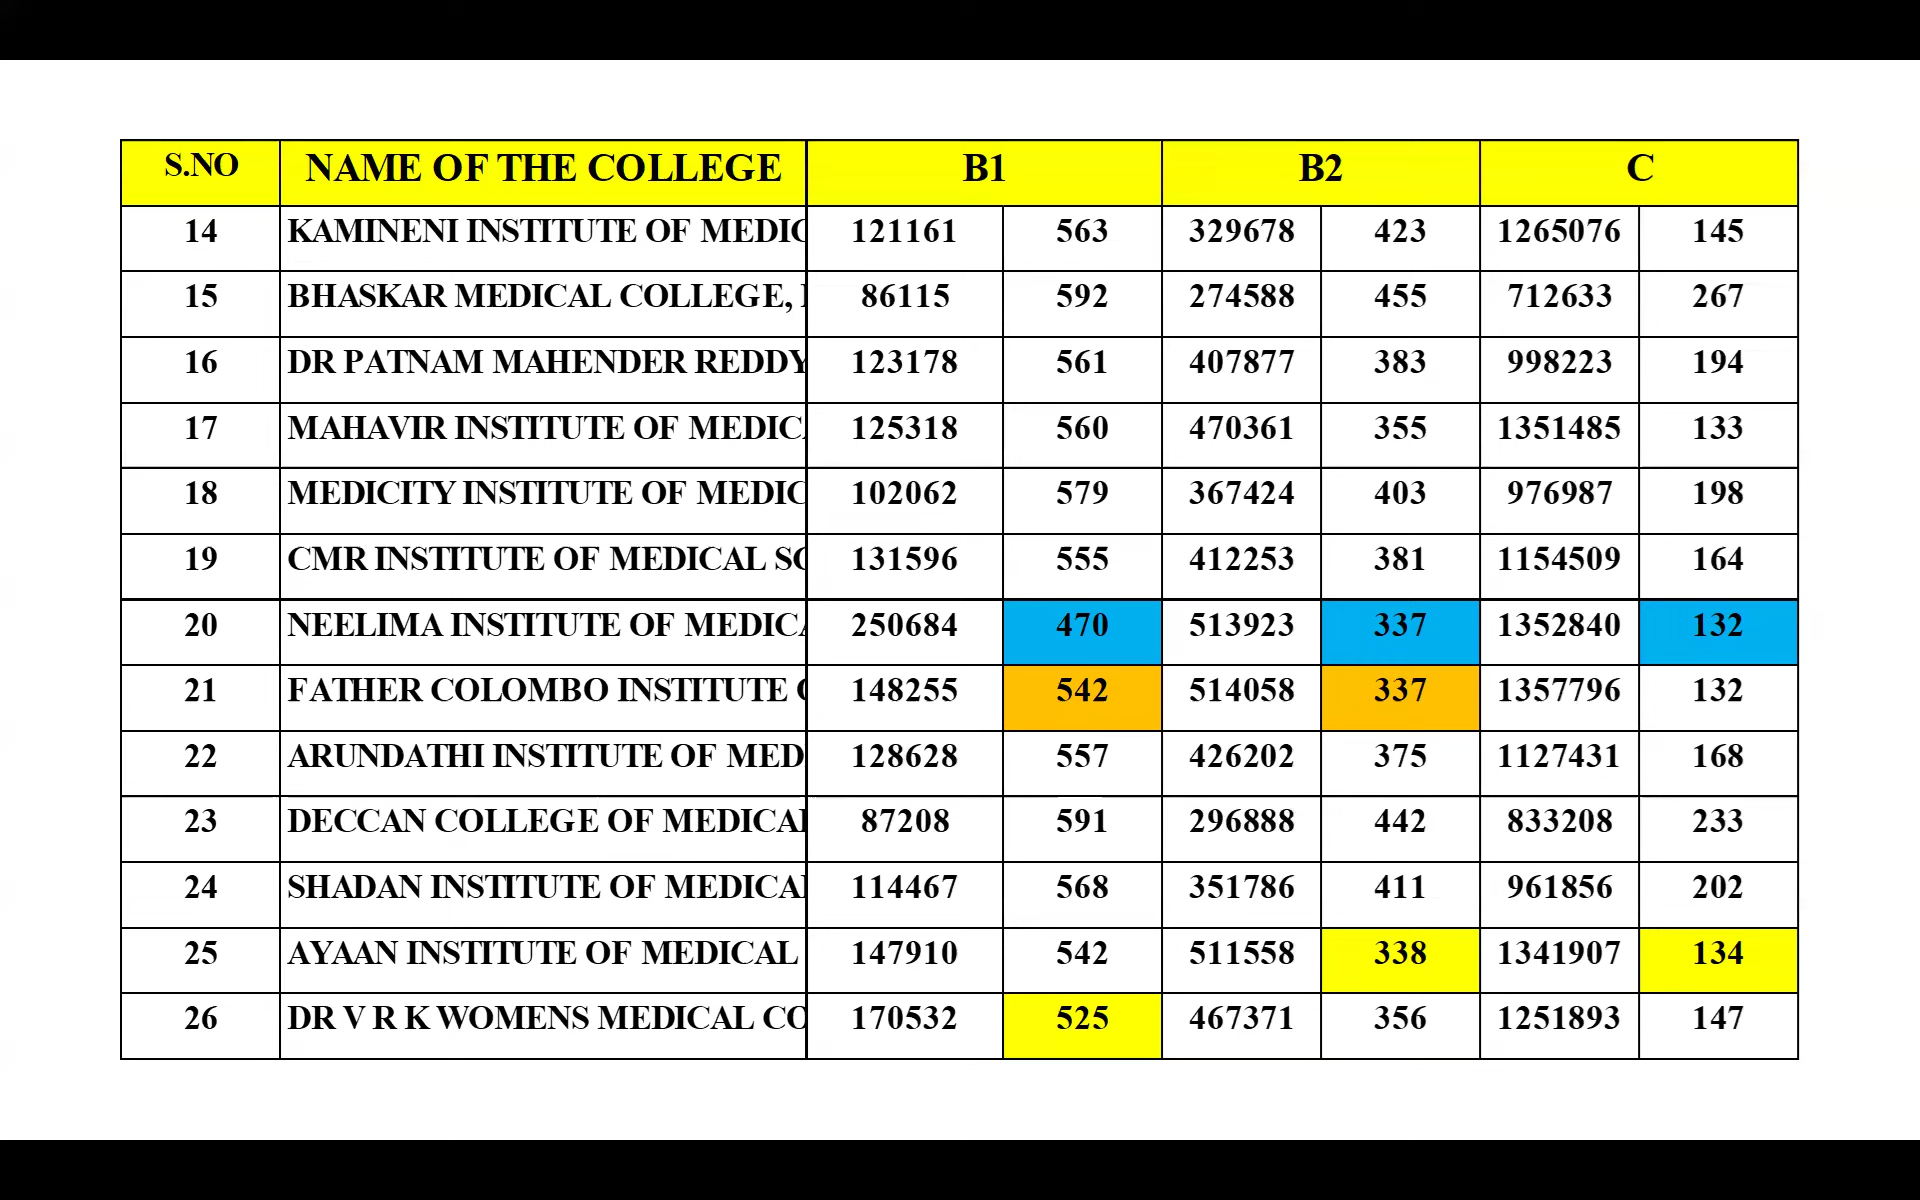 S.NO NAME OF THE COLLEGE B1 B2 C
14 KAMINENI INSTITUTE OF MEDIC 121161 563 329678 423 1265076 145
15 BHASKAR MEDICAL COLLEGE, 86115 592 274588 455 712633 267
16 DR PATNAM MAHENDER REDDY 123178 561 407877 383 998223 194
17 MAHAVIR INSTITUTE OF MEDICA 125318 560 470361 355 1351485 133
18 MEDICITY INSTITUTE OF MEDIC 102062 579 367424 403 976987 198
19 CMR INSTITUTE OF MEDICAL SC 131596 555 412253 381 1154509 164
20 NEELIMA INSTITUTE OF MEDICA 250684 470 513923 337 1352840 132
21 FATHER COLOMBO INSTITUTE O 148255 542 514058 337 1357796 132
22 ARUNDATHI INSTITUTE OF MED 128628 557 426202 375 1127431 168
23 DECCAN COLLEGE OF MEDICAL 87208 591 296888 442 833208 233
24 SHADAN INSTITUTE OF MEDICAL 114467 568 351786 411 961856 202
25 AYAAN INSTITUTE OF MEDICAL 147910 542 511558 338 1341907 134
26 DR V R K WOMENS MEDICAL CO 170532 525 467371 356 1251893 147